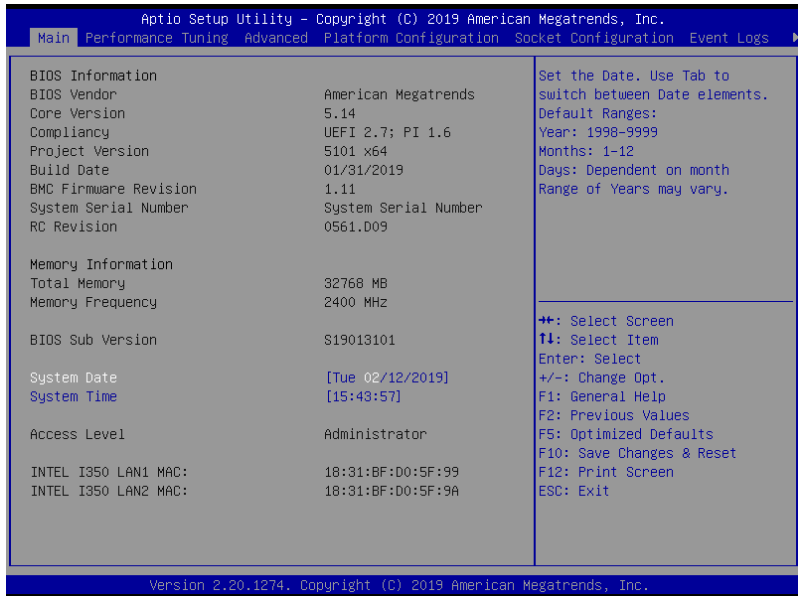 Aptio Setup Utility – Copyright (C) 2019 American Megatrends, Inc.
Main Performance Tuning Advanced Platform Configuration Socket Configuration Event Logs
BIOS Information
BIOS Vendor American Megatrends
Core Version 5.14
Compliancy UEFI 2.7; PI 1.6
Project Version 5101 x64
Build Date 01/31/2019
BMC Firmware Revision 1.11
System Serial Number System Serial Number
RC Revision 0561.D09
Memory Information
Total Memory 32768 MB
Memory Frequency 2400 MHz
BIOS Sub Version S19013101
System Date [Tue 02/12/2019]
System Time [15:43:57]
Access Level Administrator
INTEL I350 LAN1 MAC: 18:31:BF:D0:5F:99
INTEL I350 LAN2 MAC: 18:31:BF:D0:5F:9A
Set the Date. Use Tab to
switch between Date elements.
Default Ranges:
Year: 1998-9999
Months: 1-12
Days: Dependent on month
Range of Years may vary.
→←: Select Screen
↑↓: Select Item
Enter: Select
+/-: Change Opt.
F1: General Help
F2: Previous Values
F5: Optimized Defaults
F10: Save Changes & Reset
F12: Print Screen
ESC: Exit
Version 2.20.1274. Copyright (C) 2019 American Megatrends, Inc.